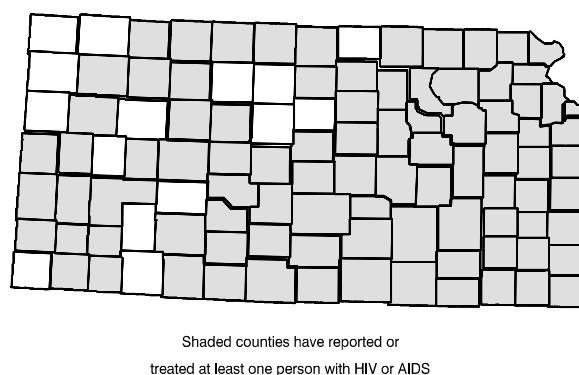 Shaded counties have reported or
treated at least one person with HIV or AIDS